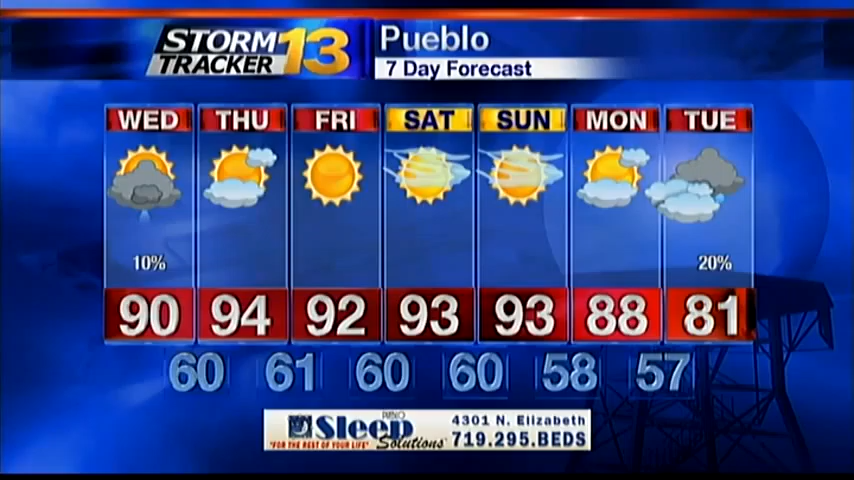 STORM TRACKER 13
Pueblo
7 Day Forecast
WED THU FRI SAT SUN MON TUE
10% 20%
90 94 92 93 93 88 81
60 61 60 60 58 57
PUEBLO
Sleep Solutions
"FOR THE REST OF YOUR LIFE"
4301 N. Elizabeth
719.295.BEDS